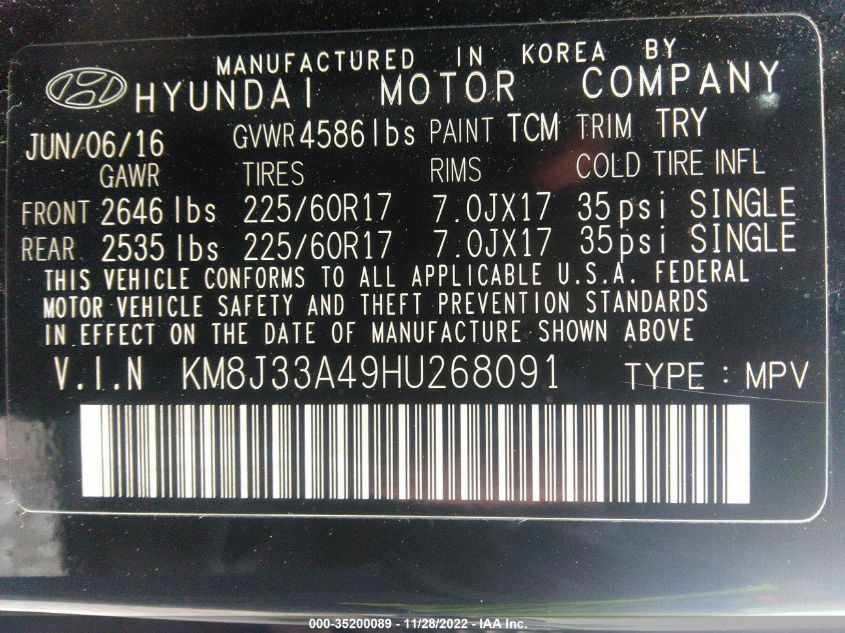 MANUFACTURED IN KOREA BY
HYUNDAI MOTOR COMPANY
JUN/06/16 GVWR 4586 lbs PAINT TCM TRIM TRY
GAWR TIRES RIMS COLD TIRE INFL
FRONT 2646 lbs 225/60R17 7.0JX17 35psi SINGLE
REAR 2535 lbs 225/60R17 7.0JX17 35psi SINGLE
THIS VEHICLE CONFORMS TO ALL APPLICABLE U.S.A. FEDERAL
MOTOR VEHICLE SAFETY AND THEFT PREVENTION STANDARDS
IN EFFECT ON THE DATE OF MANUFACTURE SHOWN ABOVE
V.I.N KM8J33A49HU268091 TYPE : MPV
000-35200089 - 11/28/2022 - IAA Inc.